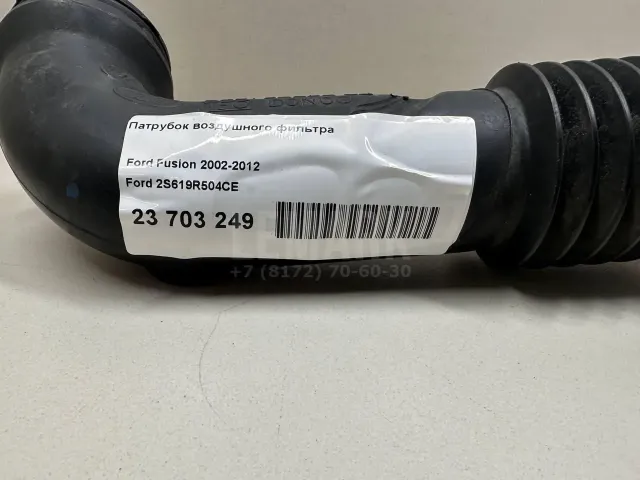 Патрубок воздушного фильтра
Ford Fusion 2002-2012
Ford 2S619R504CE
23 703 249
+7 (8172) 70-60-30